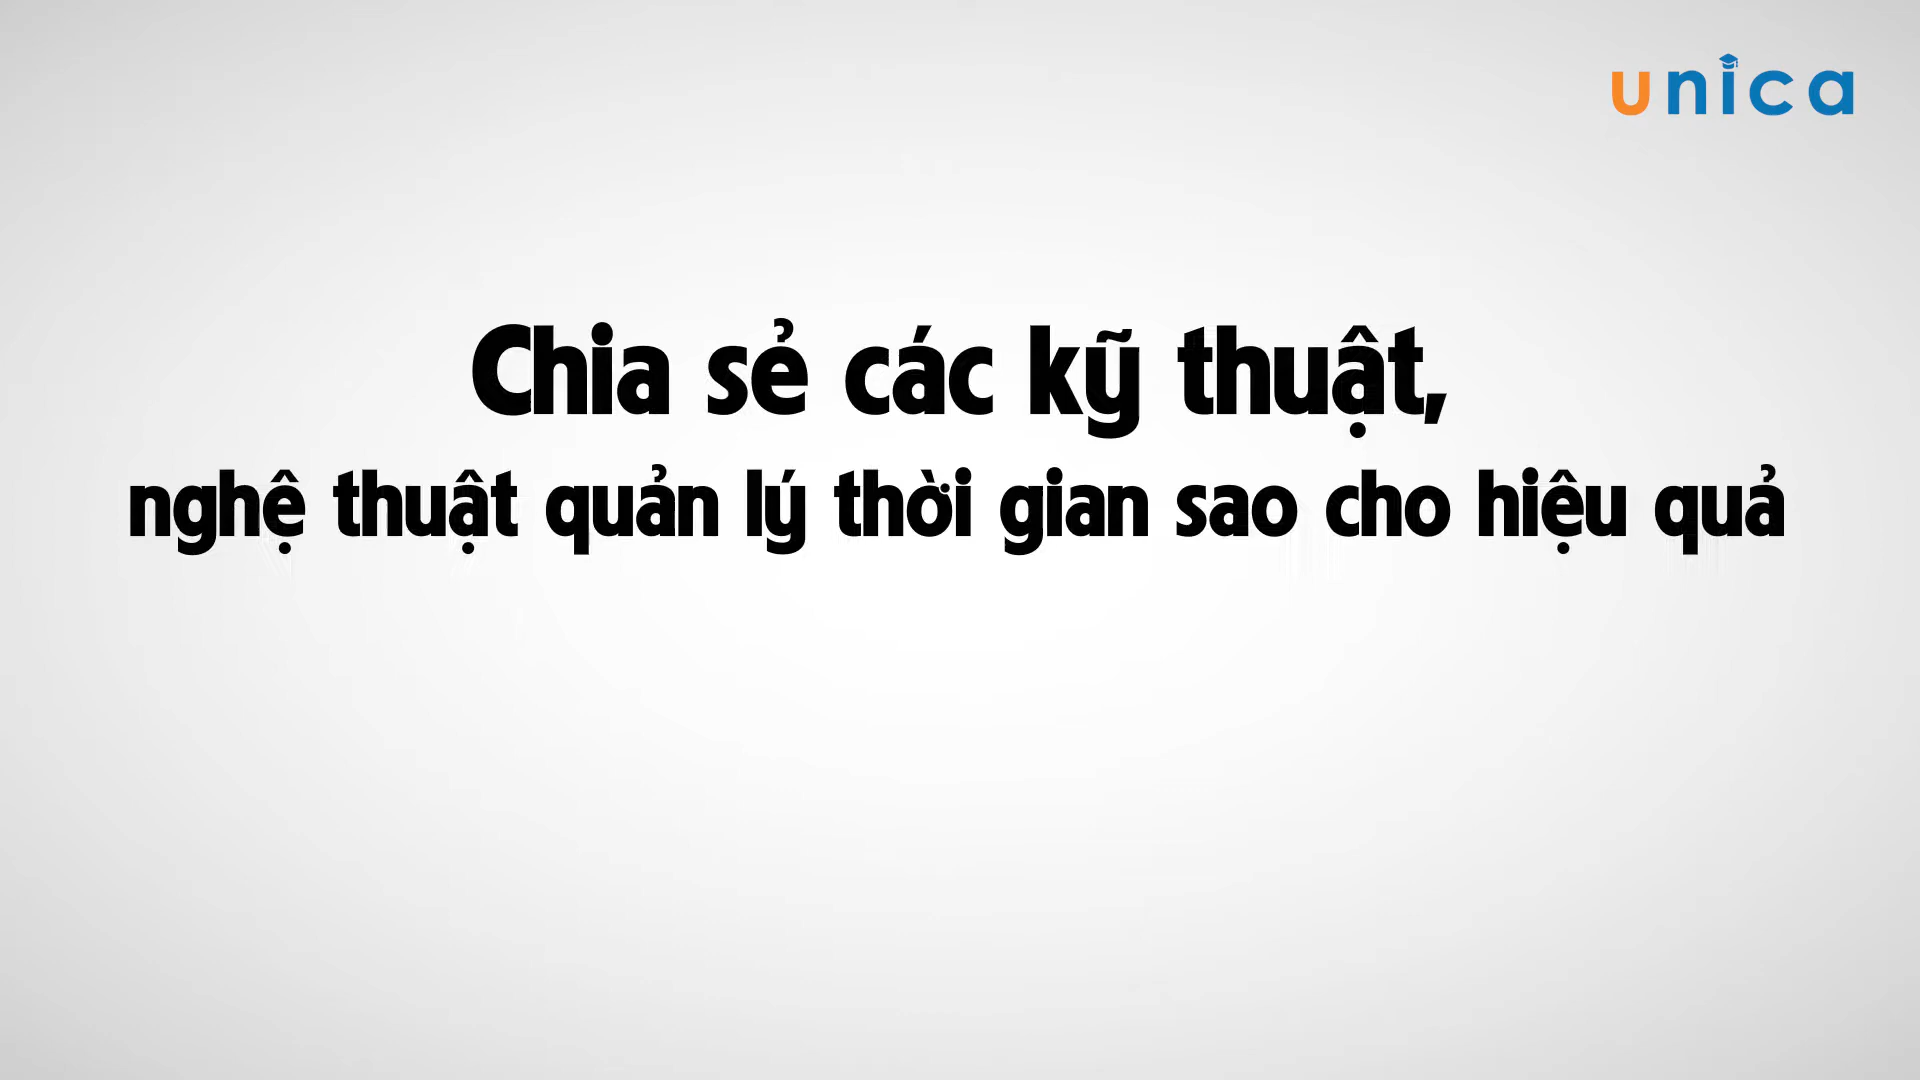 unica
Chia sẻ các kỹ thuật,
nghệ thuật quản lý thời gian sao cho hiệu quả